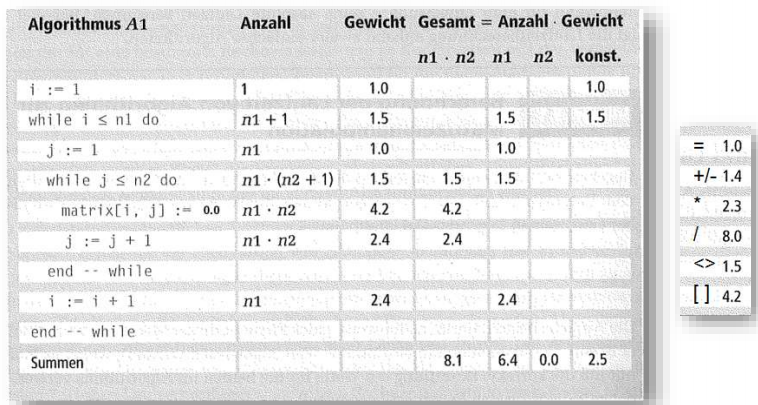 Algorithmus A1 Anzahl Gewicht Gesamt = Anzahl · Gewicht
n1 · n2 n1 n2 konst.
i := 1 1 1.0 1.0
while i ≤ n1 do n1 + 1 1.5 1.5 1.5
j := 1 n1 1.0 1.0
while j ≤ n2 do n1 · (n2 + 1) 1.5 1.5 1.5
matrix[i, j] := 0.0 n1 · n2 4.2 4.2
j := j + 1 n1 · n2 2.4 2.4
end -- while
i := i + 1 n1 2.4 2.4
end -- while
Summen 8.1 6.4 0.0 2.5
= 1.0
+/- 1.4
* 2.3
/ 8.0
<> 1.5
[ ] 4.2